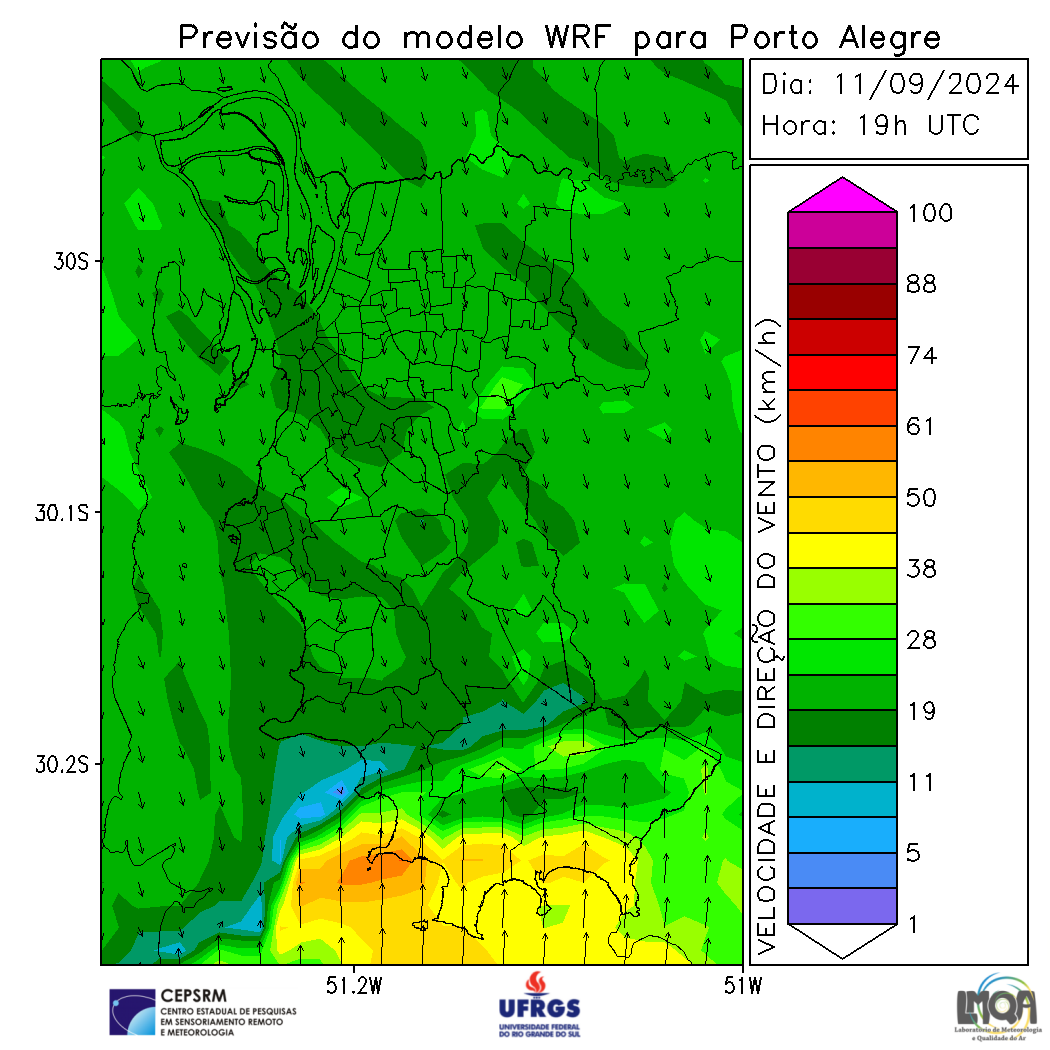 Previsão do modelo WRF para Porto Alegre
Dia: 11/09/2024
Hora: 19h UTC
30S
30.1S
30.2S
51.2W
51W
VELOCIDADE E DIREÇÃO DO VENTO (km/h)
100
88
74
61
50
38
28
19
11
5
1
CEPSRM
CENTRO ESTADUAL DE PESQUISAS
EM SENSORIAMENTO REMOTO
E METEOROLOGIA
UFRGS
UNIVERSIDADE FEDERAL
DO RIO GRANDE DO SUL
LMQA
Laboratório de Meteorologia
e Qualidade do Ar